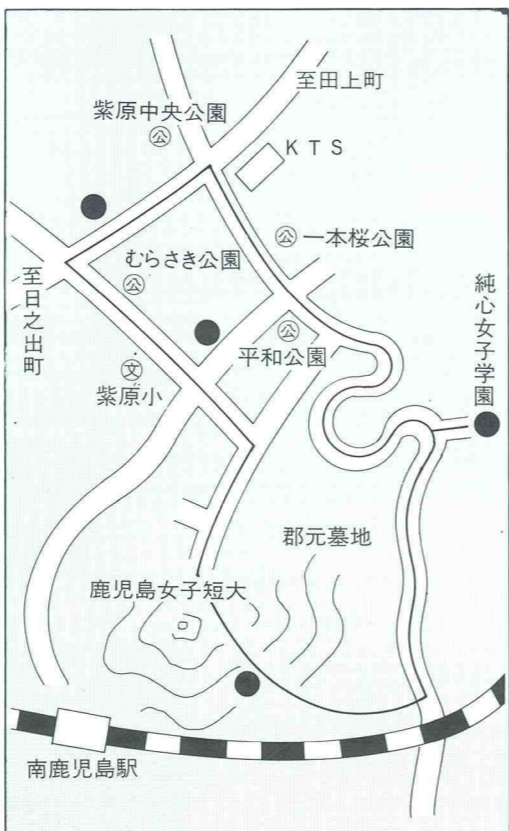 至田上町
紫原中央公園
公
KTS
公 一本桜公園
むらさき公園
公
至日之出町
公
平和公園
純心女子学園
文
紫原小
郡元墓地
鹿児島女子短大
南鹿児島駅